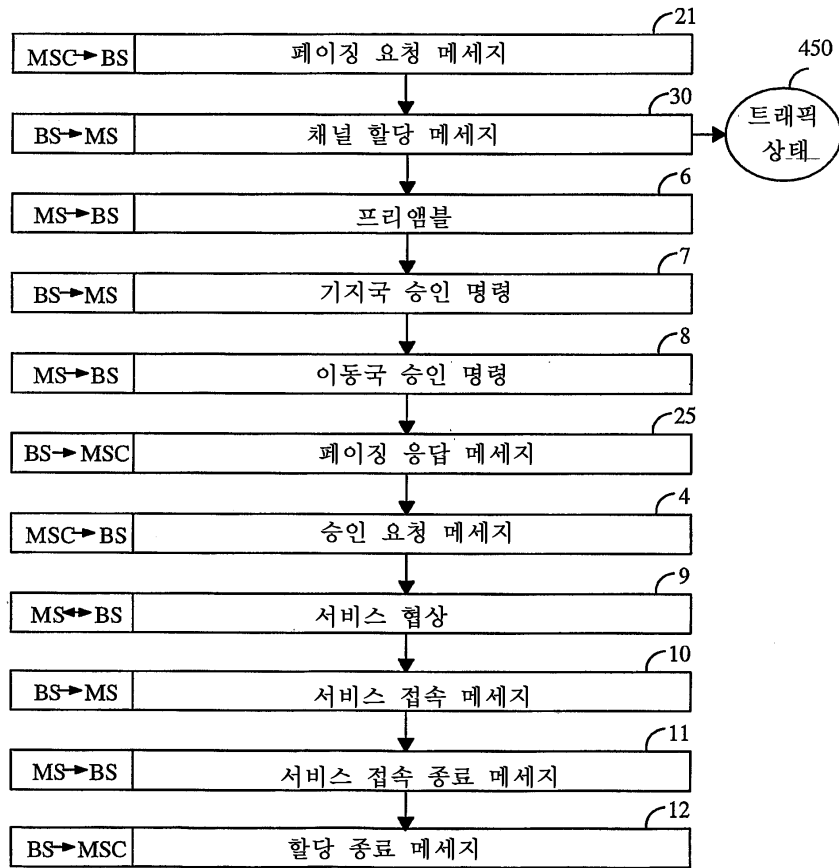 21
MSC→BS 페이징 요청 메세지
450
30
BS→MS 채널 할당 메세지
트래픽
상태
6
MS→BS 프리앰블
7
BS→MS 기지국 승인 명령
8
MS→BS 이동국 승인 명령
25
BS→MSC 페이징 응답 메세지
4
MSC→BS 승인 요청 메세지
9
MS↔BS 서비스 협상
10
BS→MS 서비스 접속 메세지
11
MS→BS 서비스 접속 종료 메세지
12
BS→MSC 할당 종료 메세지